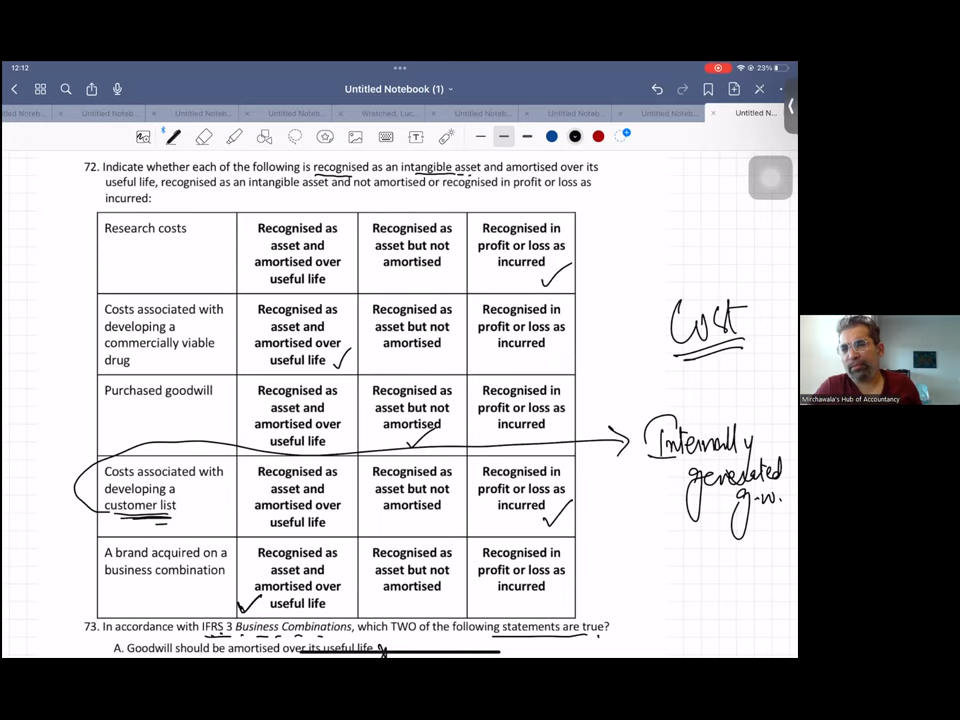 12:12
23%
Untitled Notebook (1)
Untitled Noteb...
Untitled Noteb...
Untitled Noteb...
Wretched, Luc...
Untitled Noteb...
Untitled Noteb...
Untitled N...
72. Indicate whether each of the following is recognised as an intangible asset and amortised over its
useful life, recognised as an intangible asset and not amortised or recognised in profit or loss as
incurred:
Research costs
Recognised as
asset and
amortised over
useful life
Recognised as
asset but not
amortised
Recognised in
profit or loss as
incurred
Costs associated with
developing a
commercially viable
drug
Recognised as
asset and
amortised over
useful life
Recognised as
asset but not
amortised
Recognised in
profit or loss as
incurred
Purchased goodwill
Recognised as
asset and
amortised over
useful life
Recognised as
asset but not
amortised
Recognised in
profit or loss as
incurred
Costs associated with
developing a
customer list
Recognised as
asset and
amortised over
useful life
Recognised as
asset but not
amortised
Recognised in
profit or loss as
incurred
A brand acquired on a
business combination
Recognised as
asset and
amortised over
useful life
Recognised as
asset but not
amortised
Recognised in
profit or loss as
incurred
73. In accordance with IFRS 3 Business Combinations, which TWO of the following statements are true?
A. Goodwill should be amortised over its useful life
Cost
Internally
generated
g.w.
Mirchawala's Hub of Accountancy